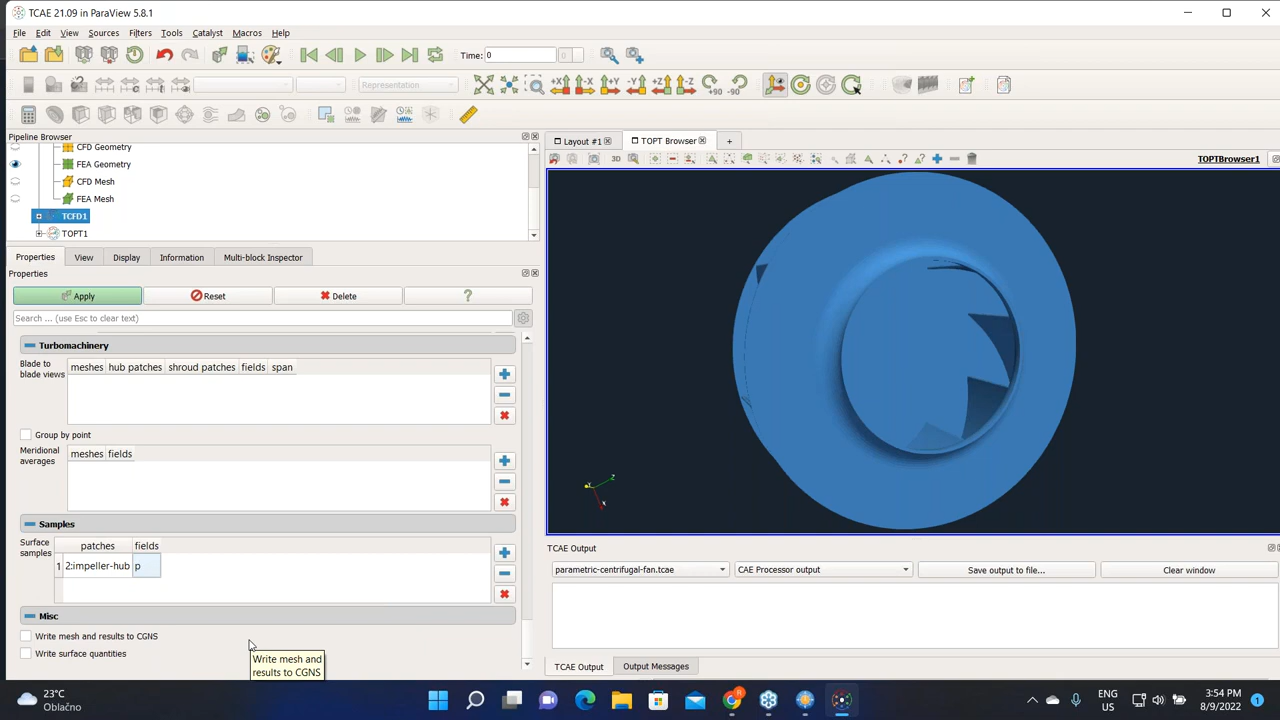 TCAE 21.09 in ParaView 5.8.1
File Edit View Sources Filters Tools Catalyst Macros Help
Time: 0 0
Representation
+X -X +Y -Y +Z -Z +90 -90
Pipeline Browser
CFD Geometry
FEA Geometry
CFD Mesh
FEA Mesh
TCFD1
TOPT1
Properties View Display Information Multi-block Inspector
Properties
Apply Reset Delete ?
Search ... (use Esc to clear text)
Turbomachinery
Blade to
blade views
meshes hub patches shroud patches fields span
Group by point
Meridional
averages
meshes fields
Samples
Surface
samples
patches fields
1 2:impeller-hub p
Misc
Write mesh and results to CGNS
Write surface quantities
Write mesh and
results to CGNS
Layout #1 TOPT Browser +
3D
TOPTBrowser1
Y Z X
TCAE Output
parametric-centrifugal-fan.tcae CAE Processor output Save output to file... Clear window
TCAE Output Output Messages
23°C
Oblačno
R
ENG
US
3:54 PM
8/9/2022
1